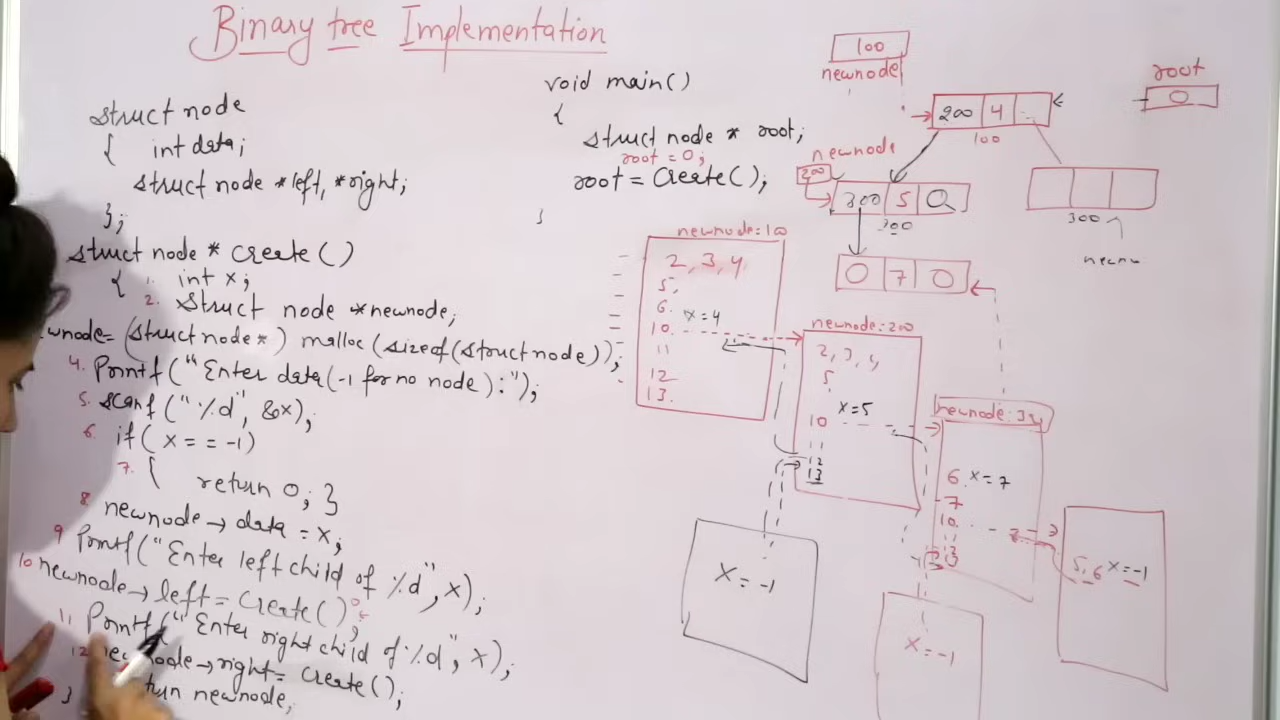 Binary tree Implementation
struct node
{ int data;
struct node *left, *right;
};
struct node * create ()
{ 1. int x;
2. Struct node *newnode;
wnode= (struct node*) malloc (sizeof(struct node));
4. Printf ("Enter data(-1 for no node):");
5. scanf ("%d", &x);
6. if ( x == -1)
7. {
return 0; }
8 newnode → data = x;
9 Printf ("Enter left child of %d", x);
10 newnode → left = create ();
11 Printf ("Enter right child of %d", x);
12 newnode → right = create ();
return newnode;
}
void main()
{
struct node * root;
root = 0;
root = create ();
}
100
newnode
root
0
200 4
100
newnode
200
300 5 0
300
300
0 7 0
newnode:100
2, 3, 4
5,
6. x=4
10.
11
12
13.
newnode:200
2, 3, 4
5,
x=5
10
11
12
13
newnode:
6. x=7
7
10.
11
12
13
5, 6 x=-1
x = -1
x = -1